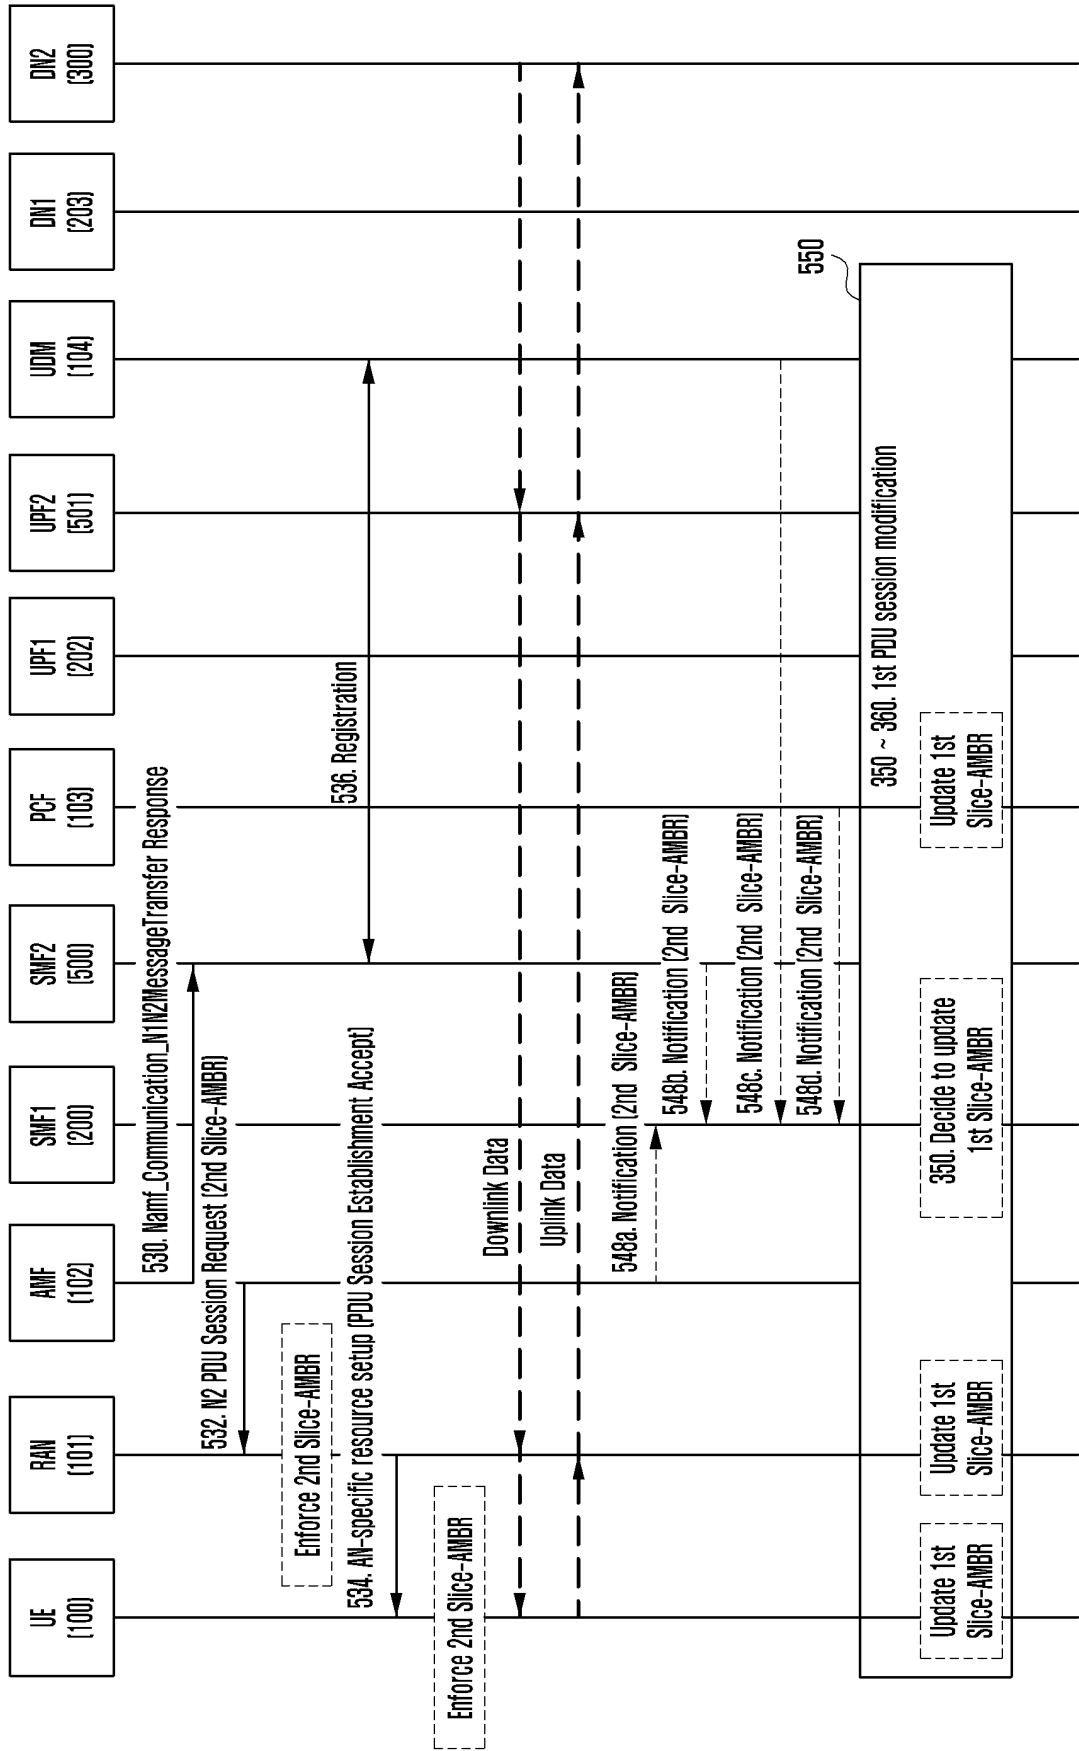 UE
(100)
RAN
(101)
AMF
(102)
SMF1
(200)
SMF2
(500)
PCF
(103)
UPF1
(202)
UPF2
(501)
UDM
(104)
DN1
(203)
DN2
(300)
530. Namf_Communication_N1N2MessageTransfer Response
532. N2 PDU Session Request (2nd Slice-AMBR)
Enforce 2nd Slice-AMBR
536. Registration
534. AN-specific resource setup (PDU Session Establishment Accept)
Enforce 2nd Slice-AMBR
Downlink Data
Uplink Data
548a. Notification (2nd Slice-AMBR)
548b. Notification (2nd Slice-AMBR)
548c. Notification (2nd Slice-AMBR)
548d. Notification (2nd Slice-AMBR)
550
350 ~ 360. 1st PDU session modification
Update 1st
Slice-AMBR
Update 1st
Slice-AMBR
350. Decide to update
1st Slice-AMBR
Update 1st
Slice-AMBR